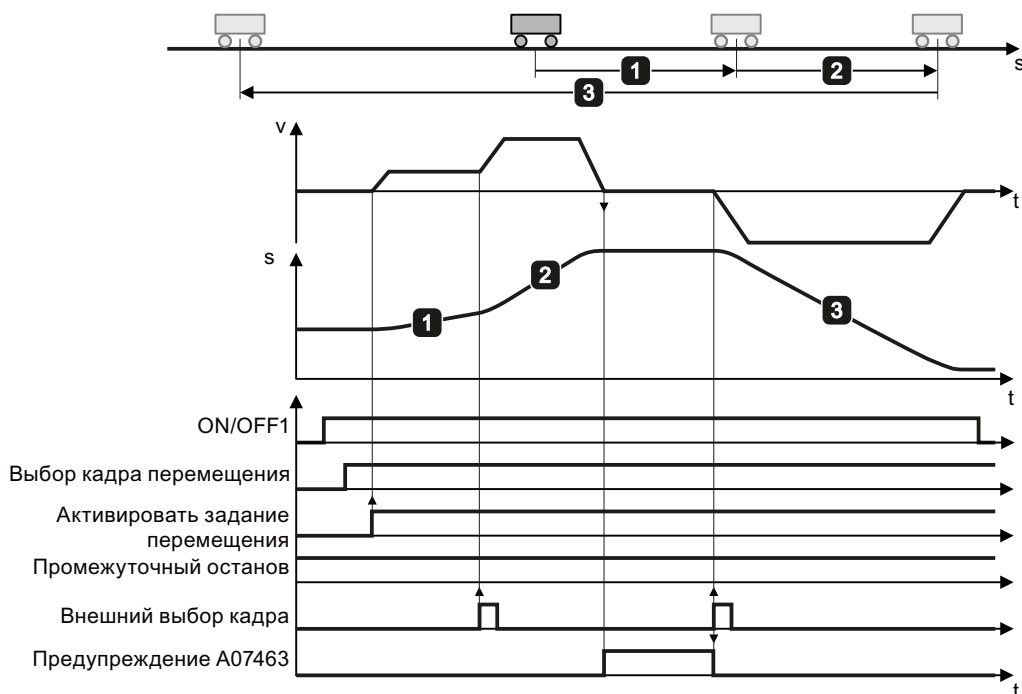 s
1
2
3
v
t
s
1
2
3
t
ON/OFF1
Выбор кадра перемещения
Активировать задание
перемещения
Промежуточный останов
Внешний выбор кадра
Предупреждение A07463
t